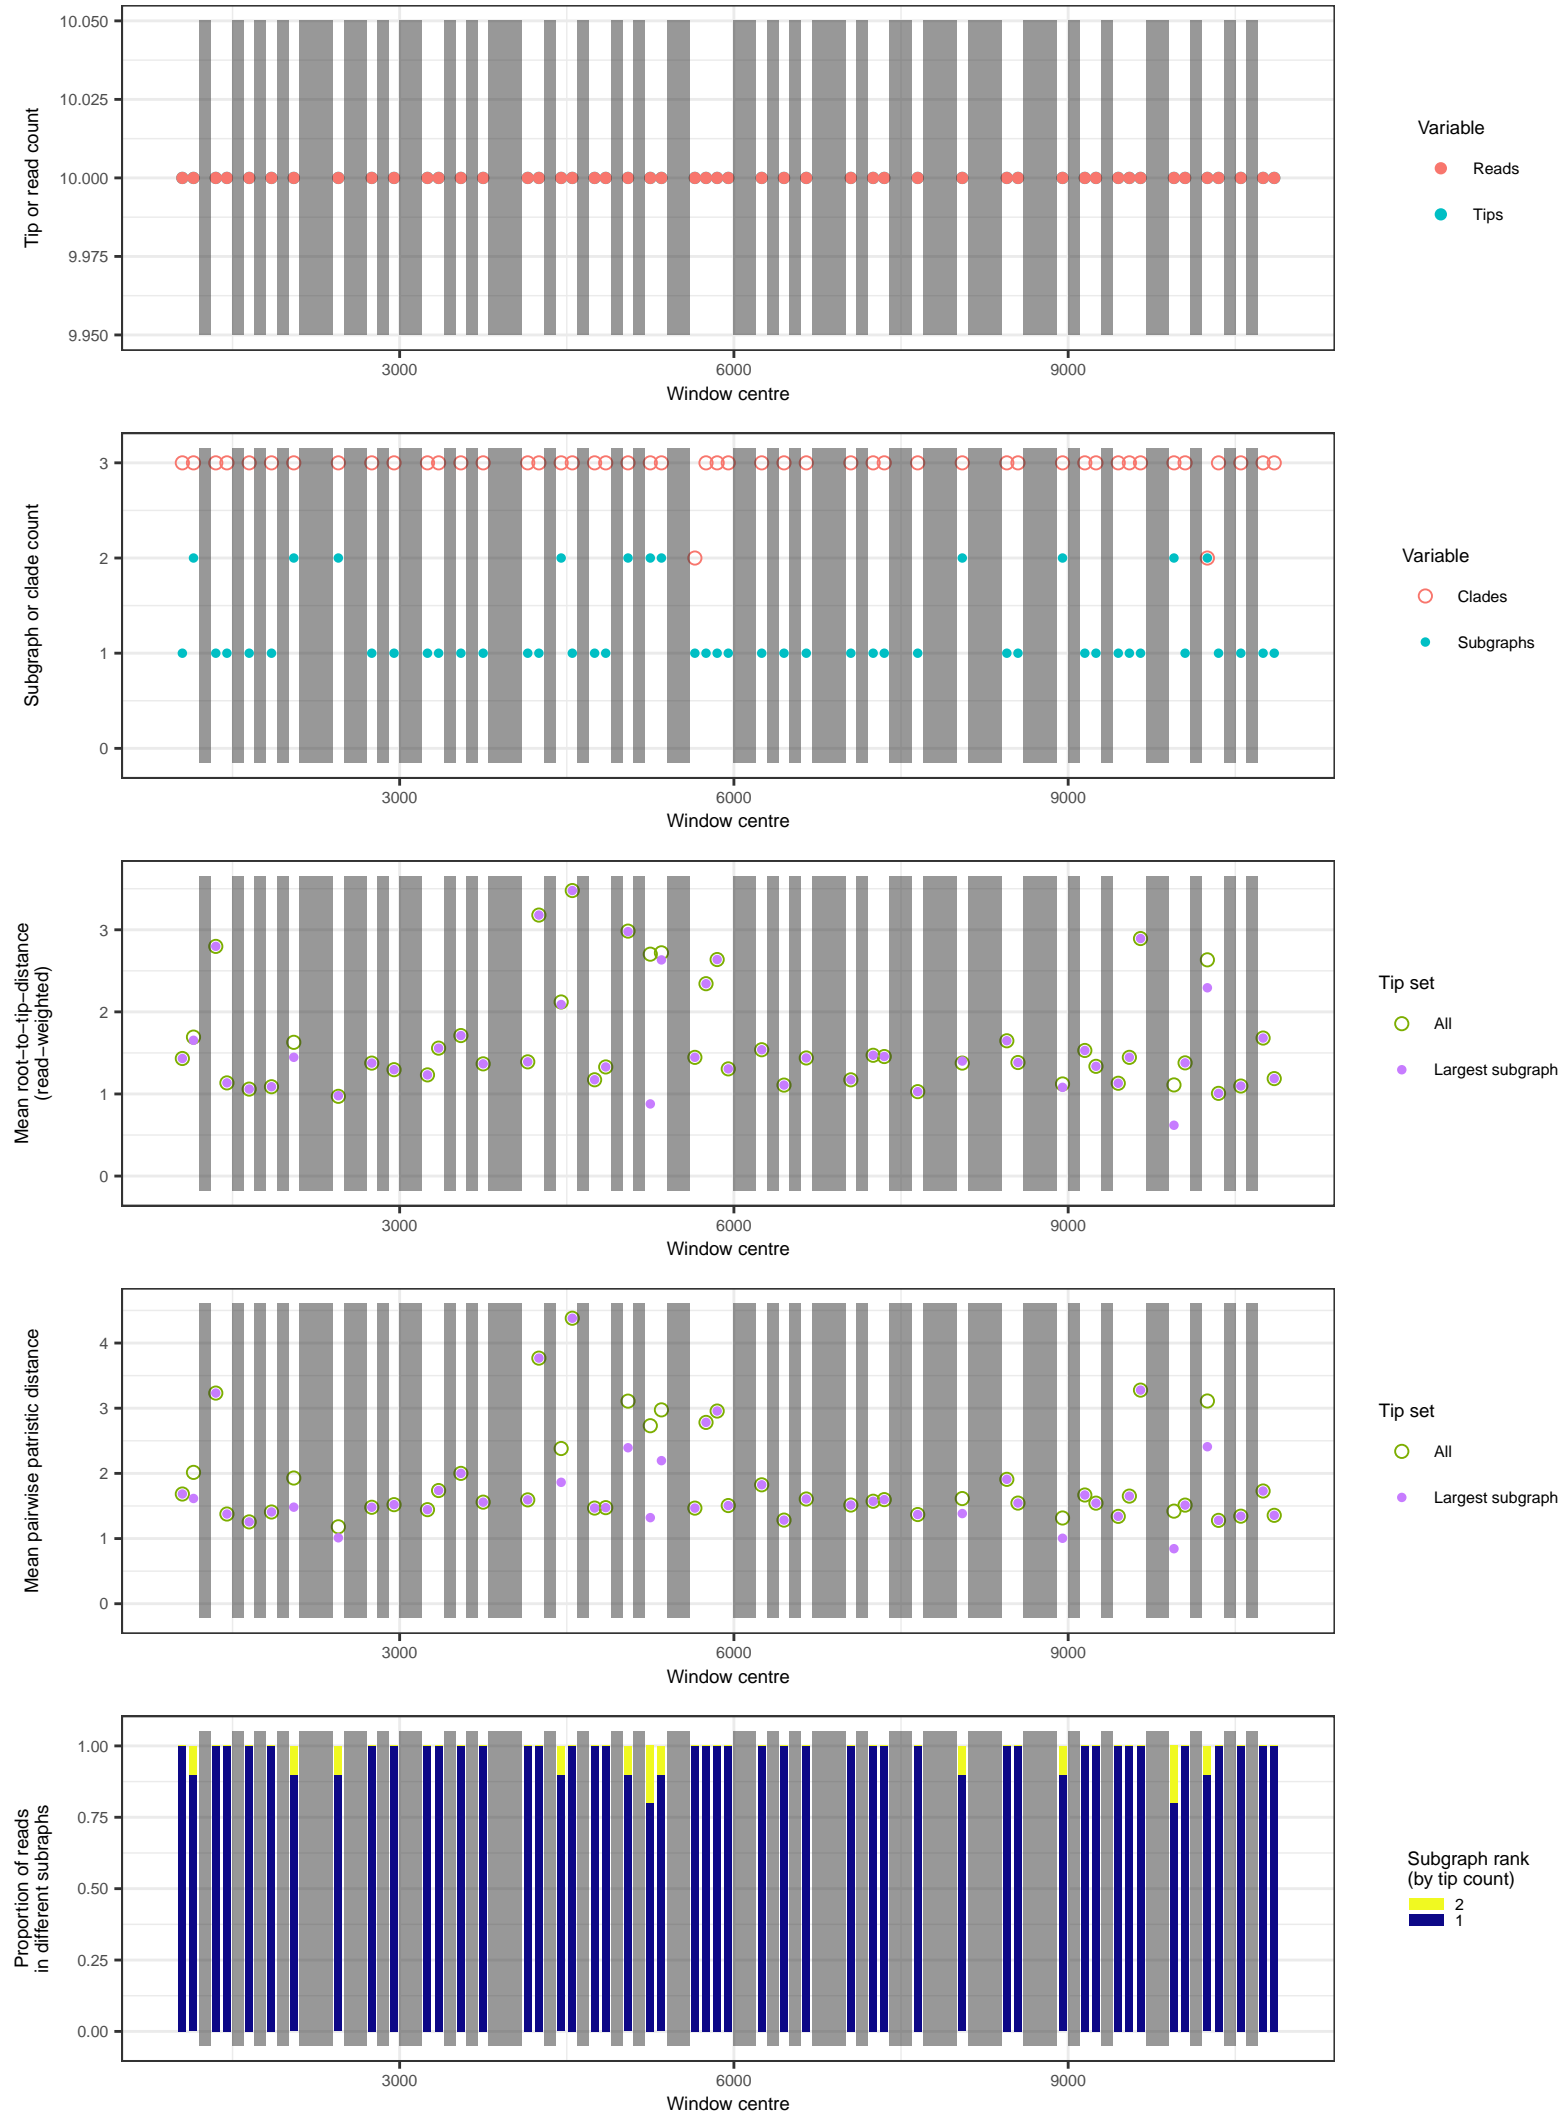 10.050
10.025
10.000
9.975
9.950
Tip or read count
3000 6000 9000
Window centre
Variable
Reads
Tips
3
2
1
0
Subgraph or clade count
3000 6000 9000
Window centre
Variable
Clades
Subgraphs
3
2
1
0
Mean root−to−tip−distance
(read−weighted)
3000 6000 9000
Window centre
Tip set
All
Largest subgraph
4
3
2
1
0
Mean pairwise patristic distance
3000 6000 9000
Window centre
Tip set
All
Largest subgraph
1.00
0.75
0.50
0.25
0.00
Proportion of reads
in different subraphs
3000 6000 9000
Window centre
Subgraph rank
(by tip count)
2
1